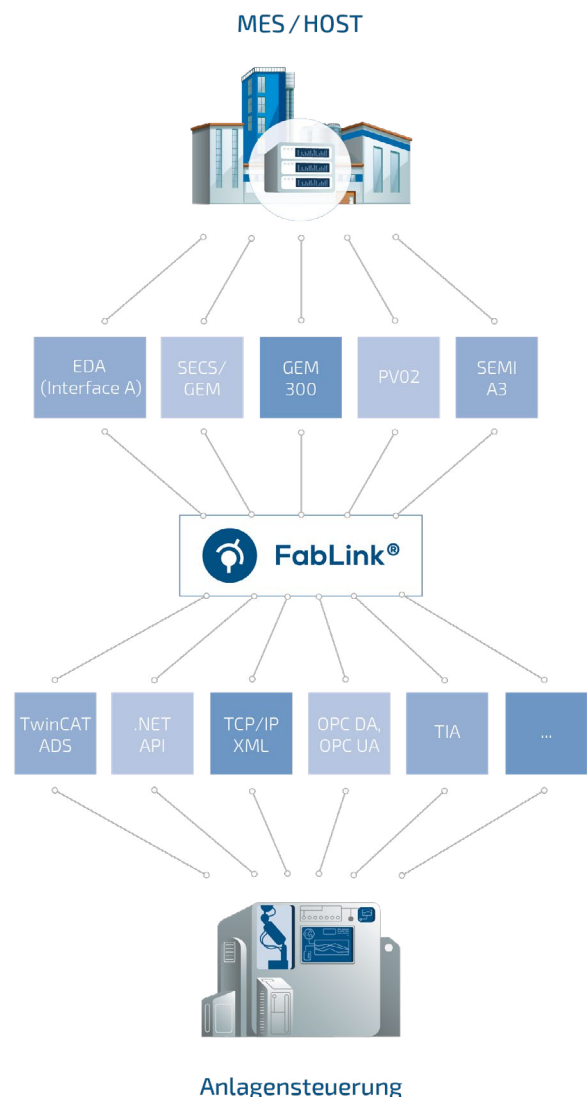 MES / HOST
EDA
(Interface A)
SECS/
GEM
GEM
300
PV02
SEMI
A3
FabLink®
TwinCAT
ADS
.NET
API
TCP/IP
XML
OPC DA,
OPC UA
TIA
...
Anlagensteuerung